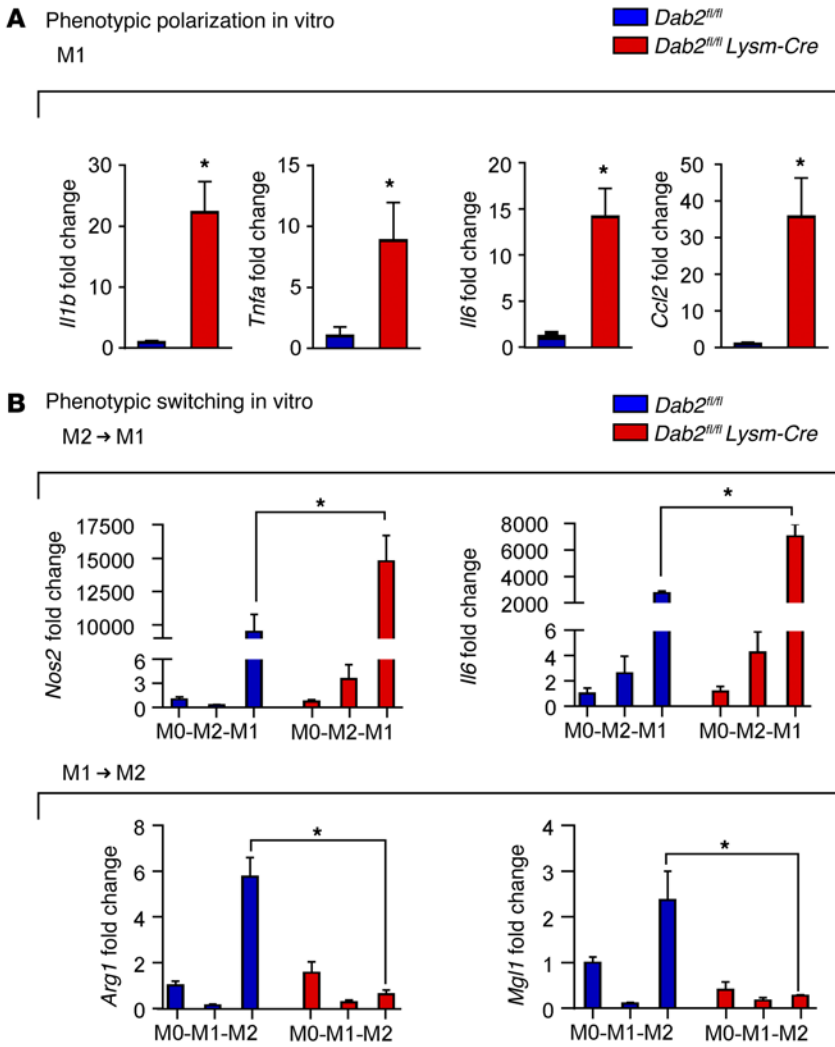 A Phenotypic polarization in vitro
Dab2fl/fl
Dab2fl/fl Lysm-Cre
M1
Il1b fold change
30
20
10
0
*
Tnfa fold change
15
10
5
0
*
Il6 fold change
20
15
10
5
0
*
Ccl2 fold change
50
40
30
20
10
0
*
B Phenotypic switching in vitro
Dab2fl/fl
Dab2fl/fl Lysm-Cre
M2 → M1
Nos2 fold change
17500
15000
12500
10000
6
3
0
*
M0-M2-M1 M0-M2-M1
Il6 fold change
8000
6000
4000
2000
6
4
2
0
*
M0-M2-M1 M0-M2-M1
M1 → M2
Arg1 fold change
8
6
4
2
0
*
M0-M1-M2 M0-M1-M2
Mgl1 fold change
4
3
2
1
0
*
M0-M1-M2 M0-M1-M2